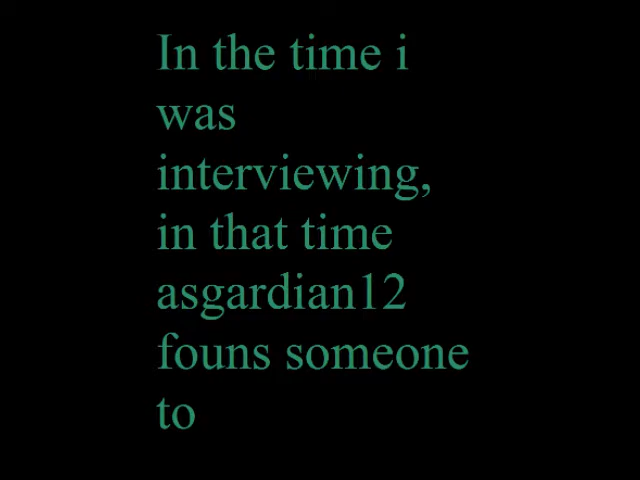 In the time i
was
interviewing,
in that time
asgardian12
founs someone
to